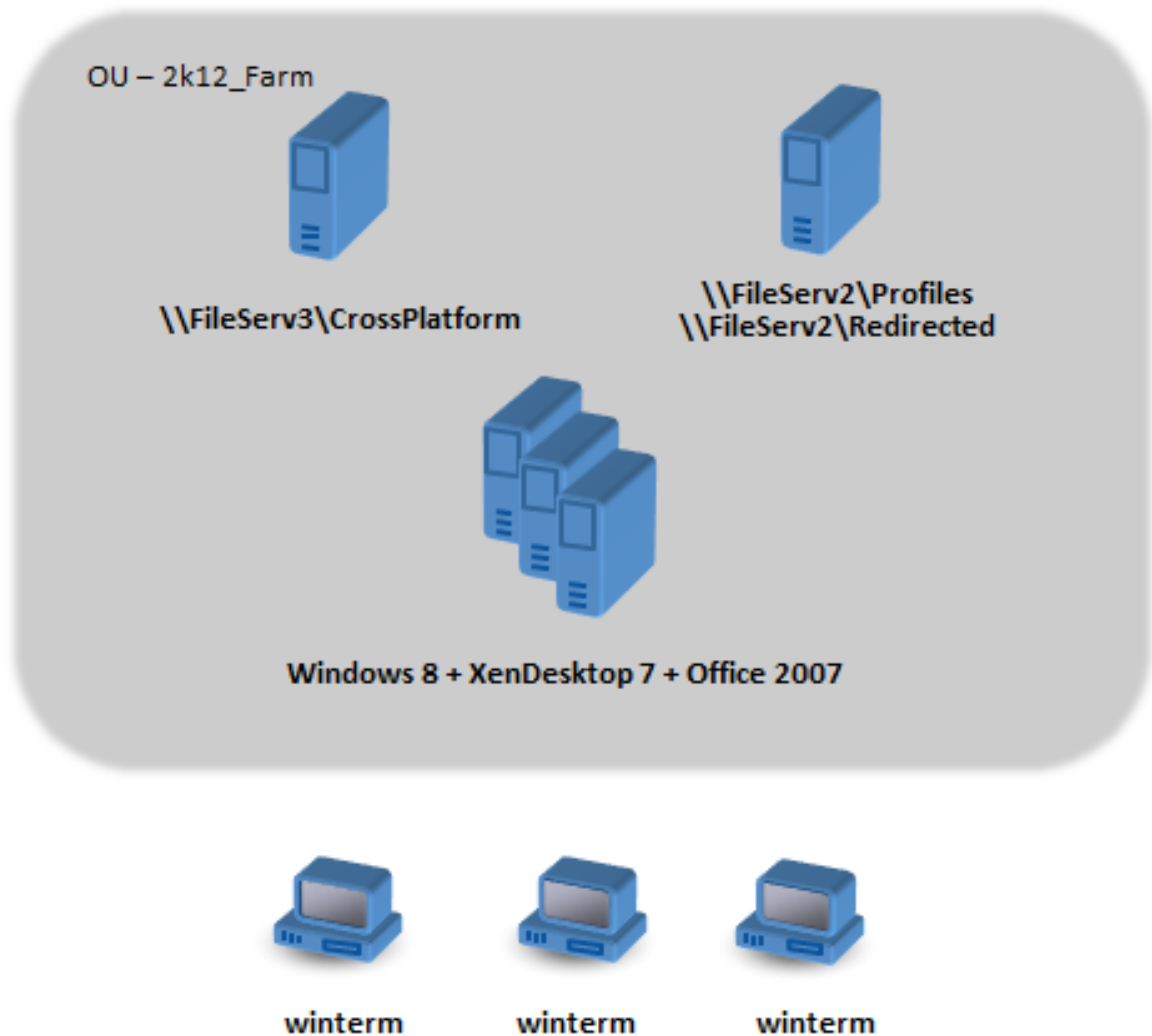 OU – 2k12_Farm
\\FileServ3\CrossPlatform
\\FileServ2\Profiles
\\FileServ2\Redirected
Windows 8 + XenDesktop 7 + Office 2007
winterm
winterm
winterm